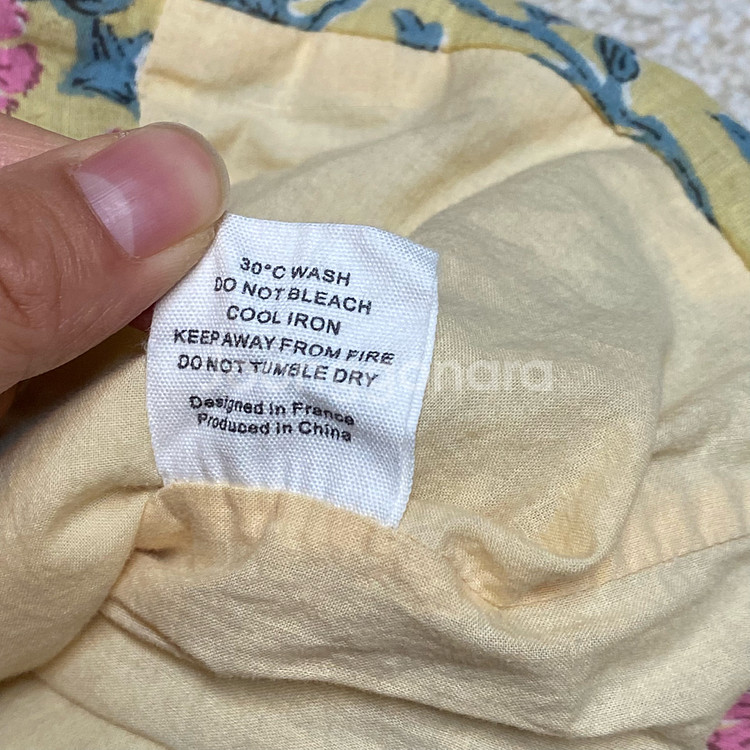 30°C WASH
DO NOT BLEACH
COOL IRON
KEEP AWAY FROM FIRE
DO NOT TUMBLE DRY
Designed in France
Produced in China